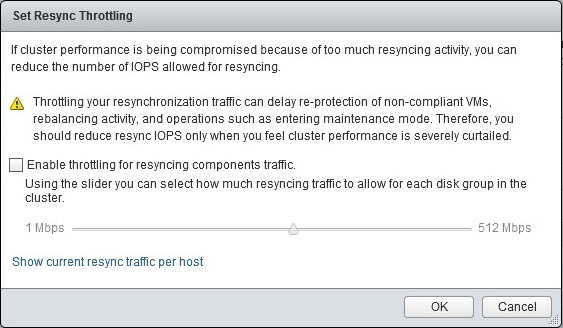 Set Resync Throttling
If cluster performance is being compromised because of too much resyncing activity, you can
reduce the number of IOPS allowed for resyncing.
Throttling your resynchronization traffic can delay re-protection of non-compliant VMs,
rebalancing activity, and operations such as entering maintenance mode. Therefore, you
should reduce resync IOPS only when you feel cluster performance is severely curtailed.
Enable throttling for resyncing components traffic.
Using the slider you can select how much resyncing traffic to allow for each disk group in the
cluster.
1 Mbps 512 Mbps
Show current resync traffic per host
OK Cancel